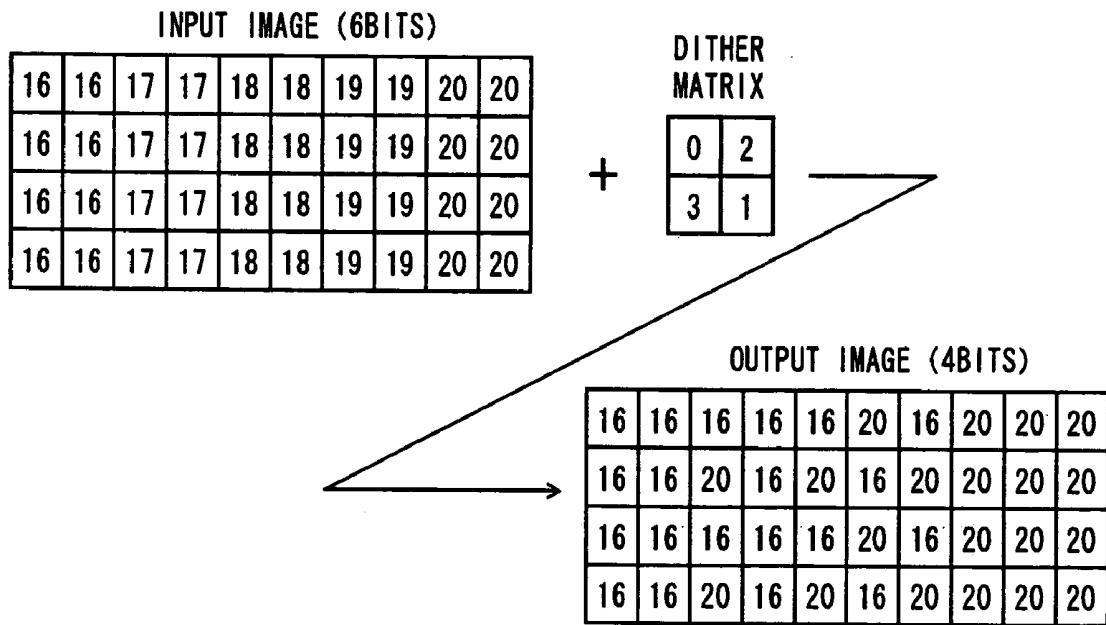 INPUT IMAGE (6BITS)
16 16 17 17 18 18 19 19 20 20
16 16 17 17 18 18 19 19 20 20
16 16 17 17 18 18 19 19 20 20
16 16 17 17 18 18 19 19 20 20
+
DITHER
MATRIX
0 2
3 1
OUTPUT IMAGE (4BITS)
16 16 16 16 16 20 16 20 20 20
16 16 20 16 20 16 20 20 20 20
16 16 16 16 16 20 16 20 20 20
16 16 20 16 20 16 20 20 20 20